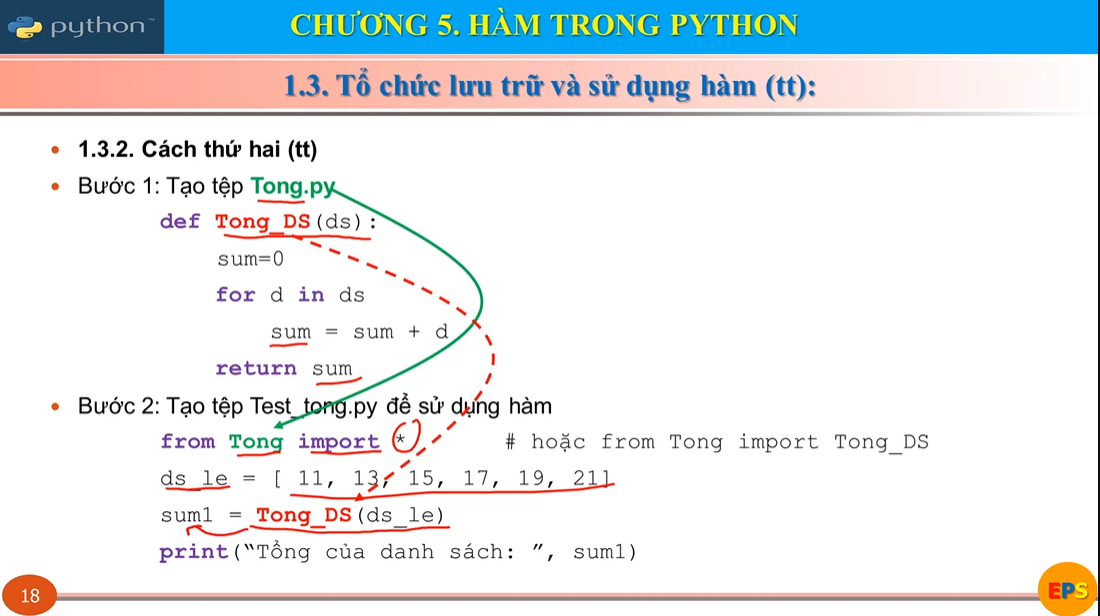 python™
CHƯƠNG 5. HÀM TRONG PYTHON
1.3. Tổ chức lưu trữ và sử dụng hàm (tt):
• 1.3.2. Cách thứ hai (tt)
• Bước 1: Tạo tệp Tong.py
def Tong_DS(ds):
sum=0
for d in ds
sum = sum + d
return sum
• Bước 2: Tạo tệp Test_tong.py để sử dụng hàm
from Tong import * # hoặc from Tong import Tong_DS
ds_le = [ 11, 13, 15, 17, 19, 21]
sum1 = Tong_DS(ds_le)
print(“Tổng của danh sách: ”, sum1)
18
EPS